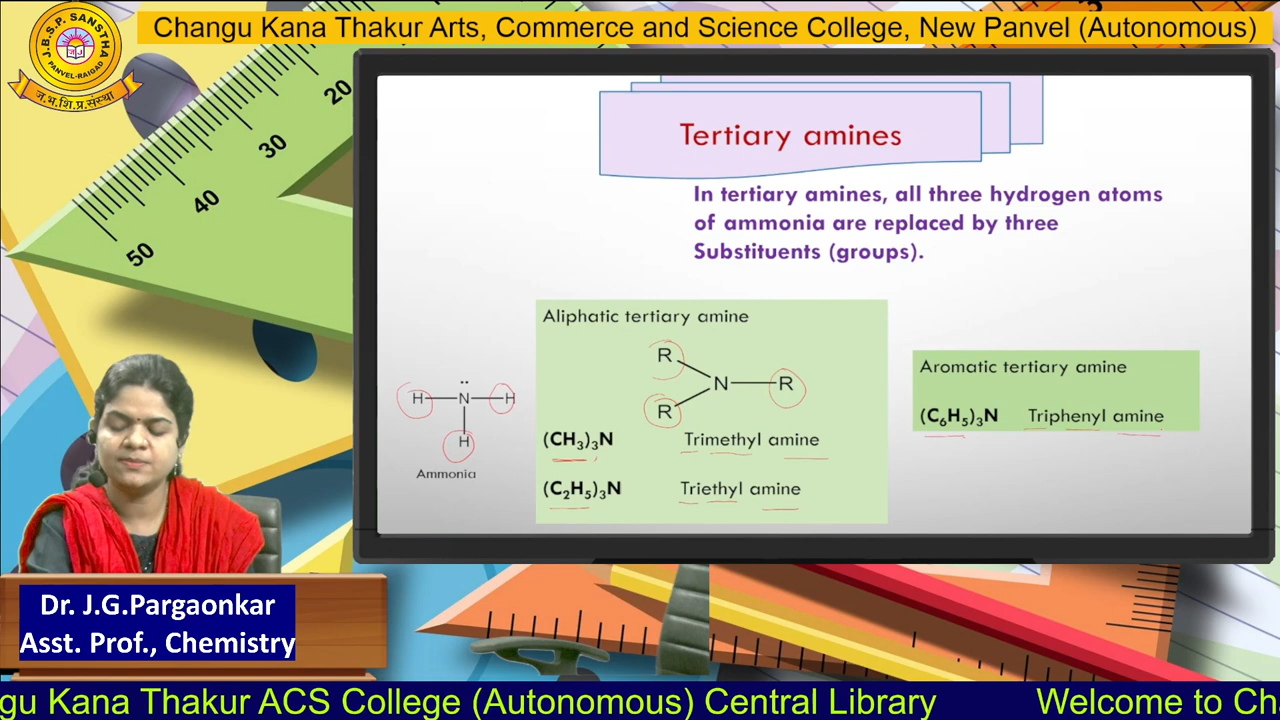 Changu Kana Thakur Arts, Commerce and Science College, New Panvel (Autonomous)
J.B.S.P. SANSTHA
PANVEL-RAIGAD
ज.भ.शि.प्र.संस्था
20
30
40
50
Tertiary amines
In tertiary amines, all three hydrogen atoms
of ammonia are replaced by three
Substituents (groups).
Aliphatic tertiary amine
R
N R
R
(CH₃)₃N Trimethyl amine
(C₂H₅)₃N Triethyl amine
H N H
H
Ammonia
Aromatic tertiary amine
(C₆H₅)₃N Triphenyl amine
Dr. J.G.Pargaonkar
Asst. Prof., Chemistry
gu Kana Thakur ACS College (Autonomous) Central Library Welcome to Ch